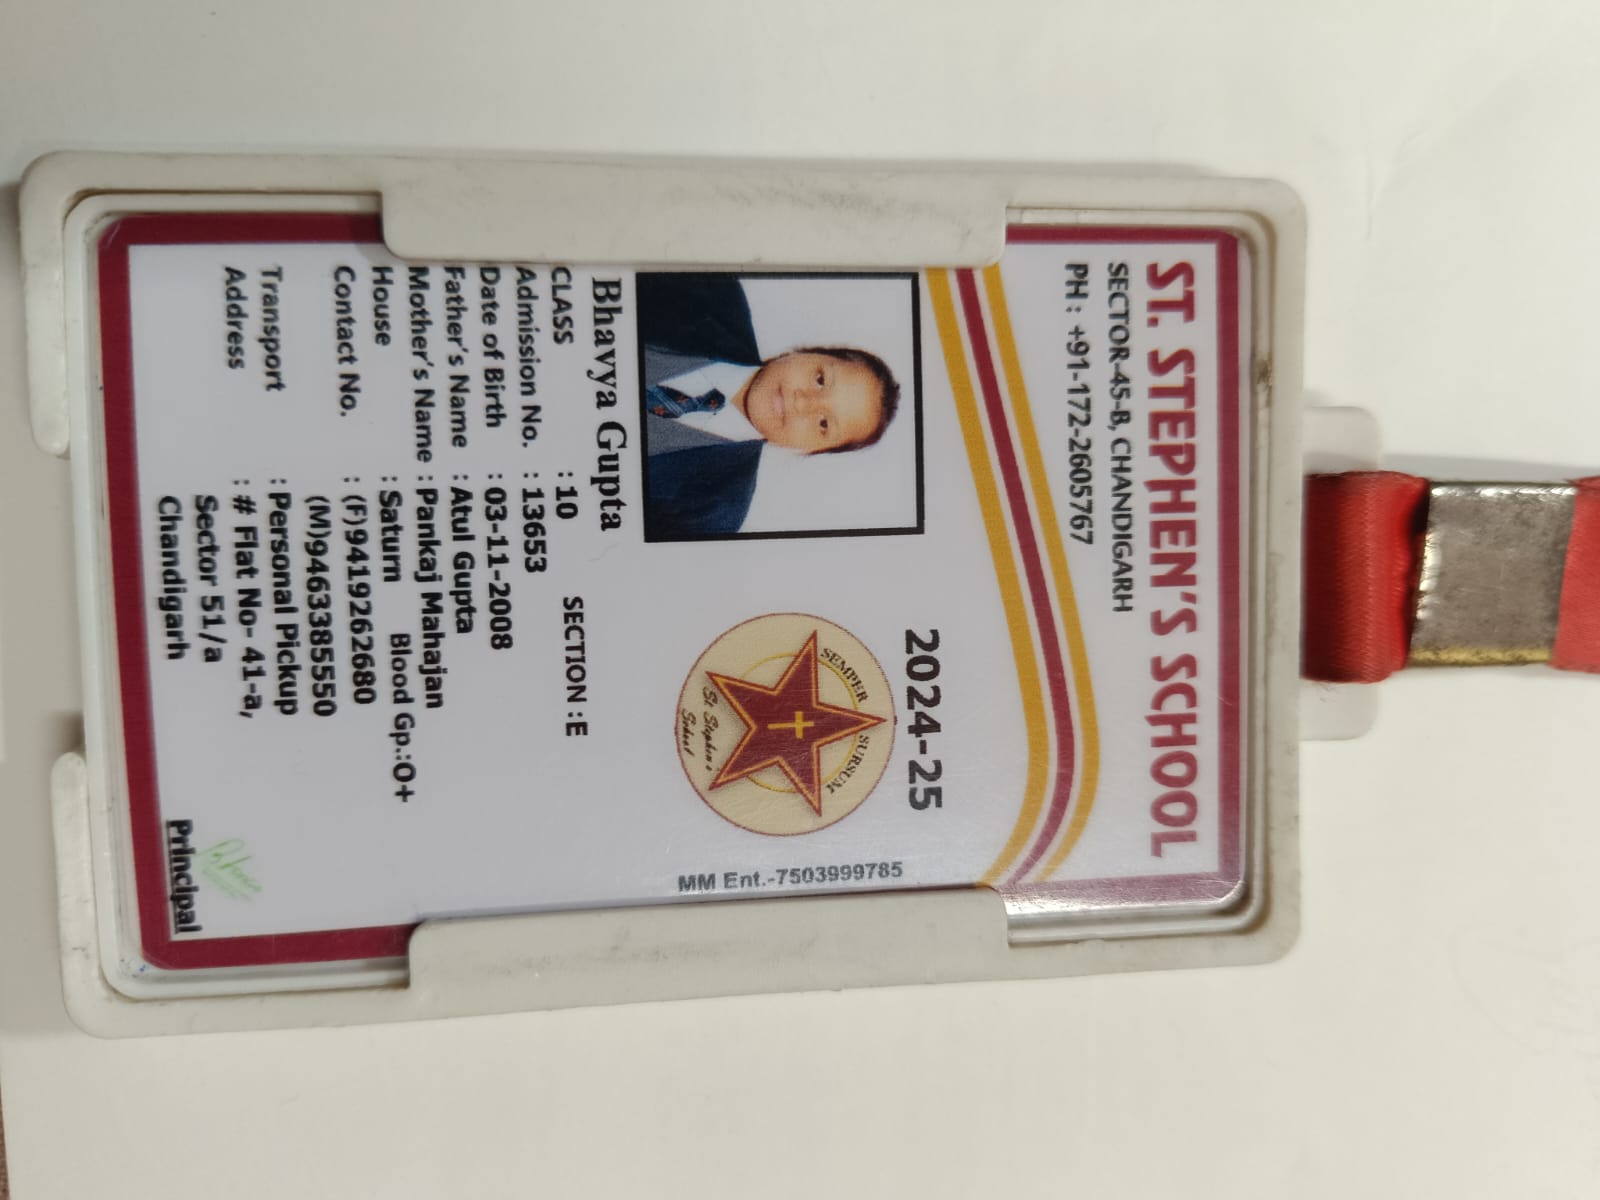 ST. STEPHEN'S SCHOOL
SECTOR-45-B, CHANDIGARH
PH : +91-172-2605767
2024-25
SEMPER SURSUM
St Stephen's
School
MM Ent.-7503999785
Bhavya Gupta
CLASS : 10 SECTION :E
Admission No. : 13653
Date of Birth : 03-11-2008
Father's Name : Atul Gupta
Mother's Name : Pankaj Mahajan
House : Saturn Blood Gp.:O+
Contact No. : (F)9419262680
(M)9463385550
Transport : Personal Pickup
Address : # Flat No- 41-a,
Sector 51/a
Chandigarh
Principal